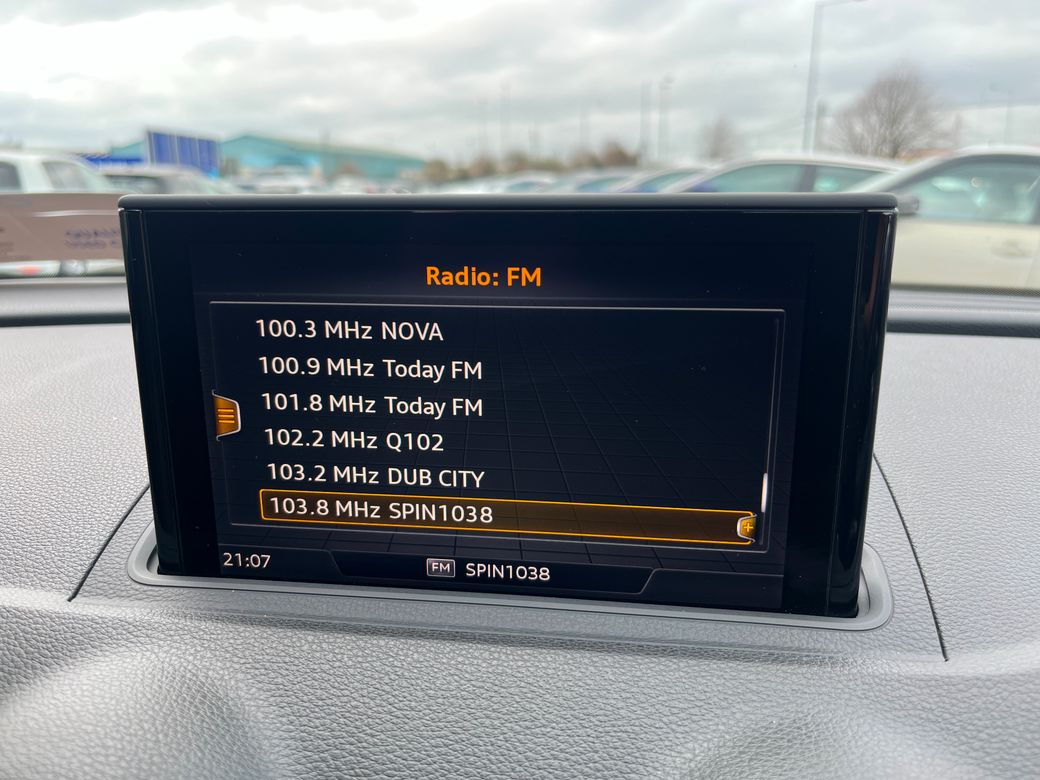 Radio: FM
100.3 MHz NOVA
100.9 MHz Today FM
101.8 MHz Today FM
102.2 MHz Q102
103.2 MHz DUB CITY
103.8 MHz SPIN1038
21:07 FM SPIN1038